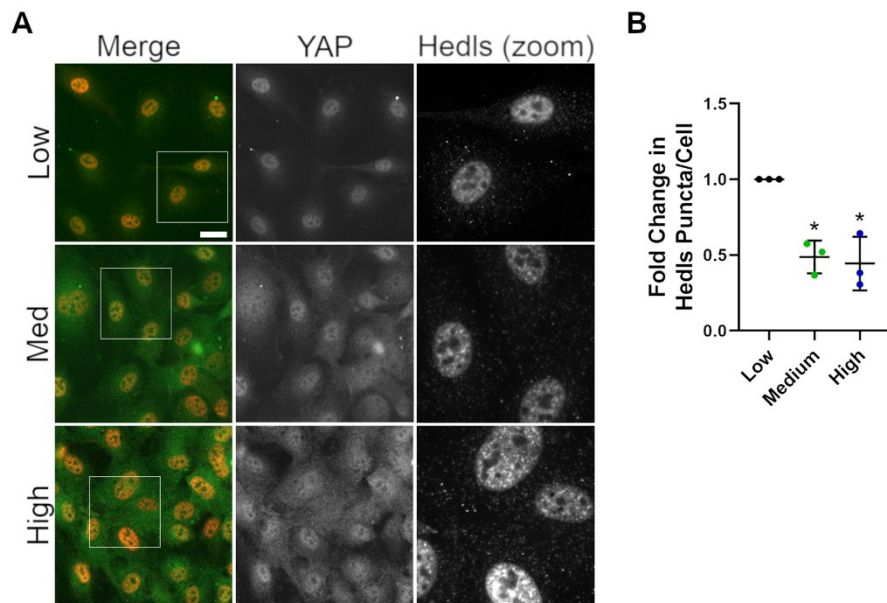 A
Merge YAP Hedls (zoom)
Low
Med
High
B
Fold Change in
Hedls Puncta/Cell
1.5
1.0
0.5
0.0
*
*
Low
Medium
High